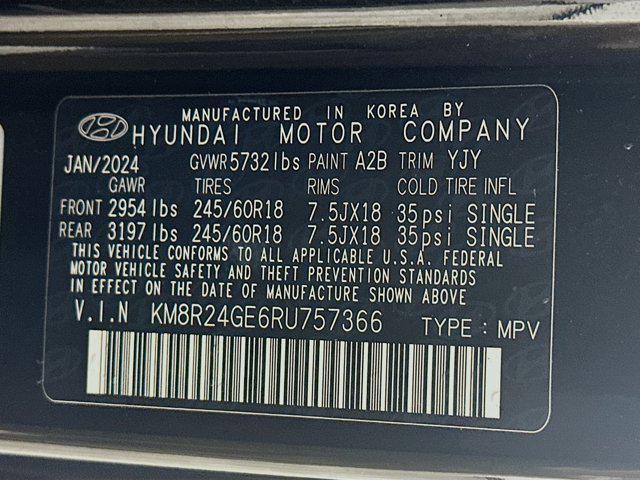 MANUFACTURED IN KOREA BY
HYUNDAI MOTOR COMPANY
JAN/2024 GVWR 5732 lbs PAINT A2B TRIM YJY
GAWR TIRES RIMS COLD TIRE INFL
FRONT 2954 lbs 245/60R18 7.5JX18 35psi SINGLE
REAR 3197 lbs 245/60R18 7.5JX18 35psi SINGLE
THIS VEHICLE CONFORMS TO ALL APPLICABLE U.S.A. FEDERAL
MOTOR VEHICLE SAFETY AND THEFT PREVENTION STANDARDS
IN EFFECT ON THE DATE OF MANUFACTURE SHOWN ABOVE.
V.I.N KM8R24GE6RU757366 TYPE : MPV